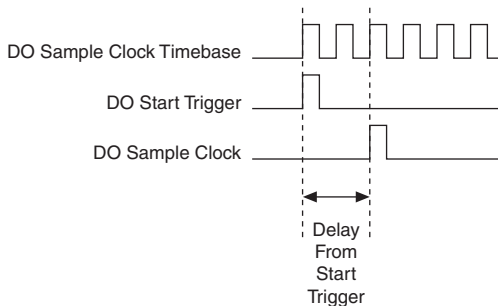 DO Sample Clock Timebase
DO Start Trigger
DO Sample Clock
Delay
From
Start
Trigger